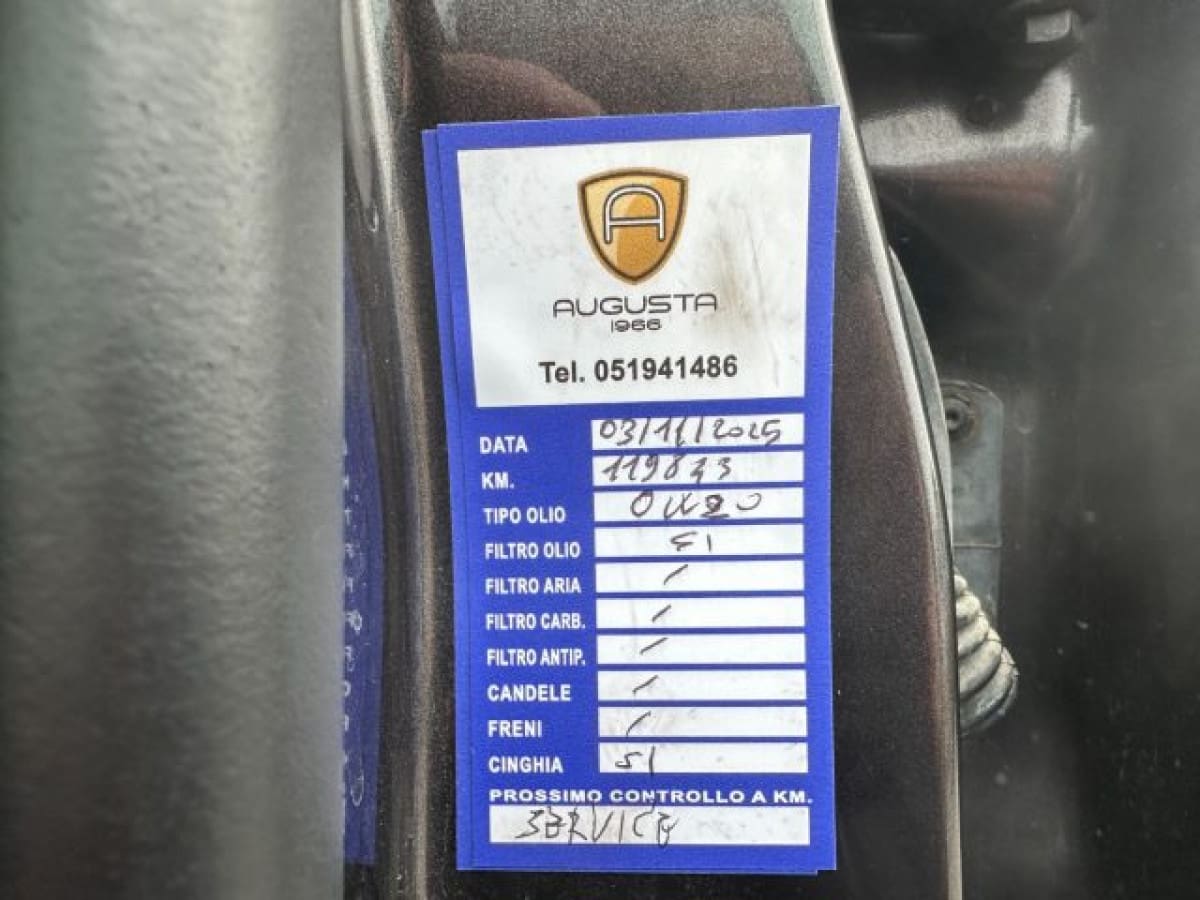 A
AUGUSTA
1966
Tel. 051941486
DATA 03/11/2025
KM.
TIPO OLIO 0W20
FILTRO OLIO SI
FILTRO ARIA /
FILTRO CARB. /
FILTRO ANTIP. /
CANDELE /
FRENI /
CINGHIA SI
PROSSIMO CONTROLLO A KM.
SERVICE